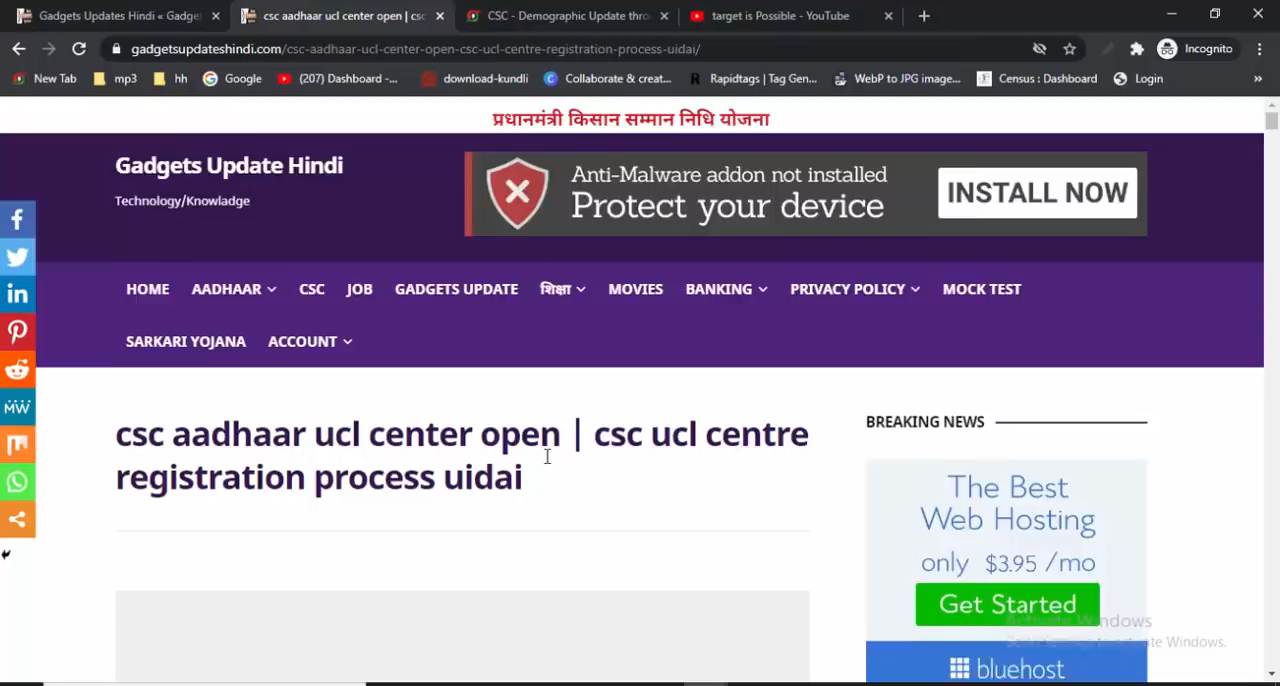 Gadgets Updates Hindi « Gadget
csc aadhaar ucl center open | csc
CSC - Demographic Update thro
target is Possible - YouTube
gadgetsupdateshindi.com/csc-aadhaar-ucl-center-open-csc-ucl-centre-registration-process-uidai/
Incognito
New Tab
mp3
hh
Google
(207) Dashboard -...
download-kundli
Collaborate & creat...
Rapidtags | Tag Gen...
WebP to JPG image...
Census : Dashboard
Login
»
प्रधानमंत्री किसान सम्मान निधि योजना
Gadgets Update Hindi
Technology/Knowladge
Anti-Malware addon not installed
Protect your device
INSTALL NOW
HOME
AADHAAR
CSC
JOB
GADGETS UPDATE
शिक्षा
MOVIES
BANKING
PRIVACY POLICY
MOCK TEST
SARKARI YOJANA
ACCOUNT
csc aadhaar ucl center open | csc ucl centre
registration process uidai
BREAKING NEWS
The Best
Web Hosting
only $3.95 /mo
Get Started
Activate Windows
bluehost